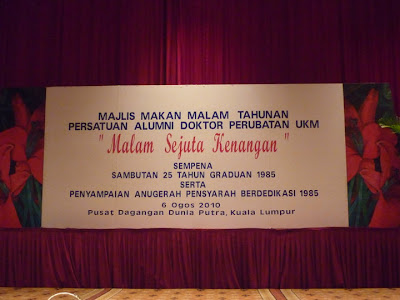 MAJLIS MAKAN MALAM TAHUNAN
PERSATUAN ALUMNI DOKTOR PERUBATAN UKM
"Malam Sejuta Kenangan"
SEMPENA
SAMBUTAN 25 TAHUN GRADUAN 1985
SERTA
PENYAMPAIAN ANUGERAH PENSYARAH BERDEDIKASI 1985
6 Ogos 2010
Pusat Dagangan Dunia Putra, Kuala Lumpur